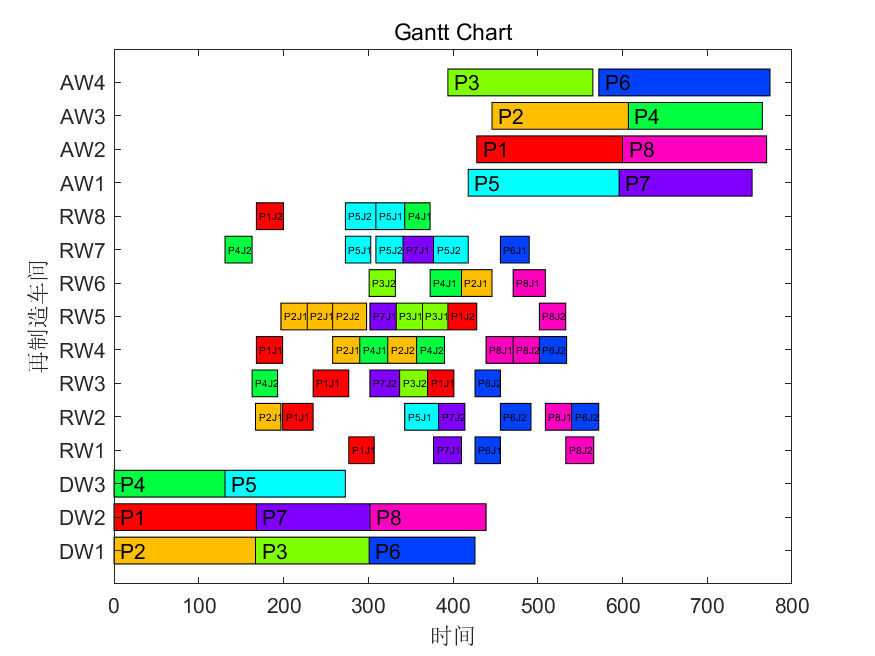 Gantt Chart
AW4 P3 P6
AW3 P2 P4
AW2 P1 P8
AW1 P5 P7
RW8 P1J2 P5J2 P5J1 P4J1
RW7 P4J2 P5J1 P5J2 P7J1 P5J2 P6J1
RW6 P3J2 P4J1 P2J1 P8J1
RW5 P2J1 P2J1 P2J2 P7J1 P3J1 P3J1 P1J2 P8J2
RW4 P1J1 P2J1 P4J1 P2J2 P4J2 P8J1 P8J2 P6J2
RW3 P4J2 P1J1 P7J2 P3J2 P1J1 P6J2
RW2 P2J1 P1J1 P5J1 P7J2 P6J2 P8J1 P6J2
RW1 P1J1 P7J1 P6J1 P8J2
DW3 P4 P5
DW2 P1 P7 P8
DW1 P2 P3 P6
0 100 200 300 400 500 600 700 800
时间
再制造车间